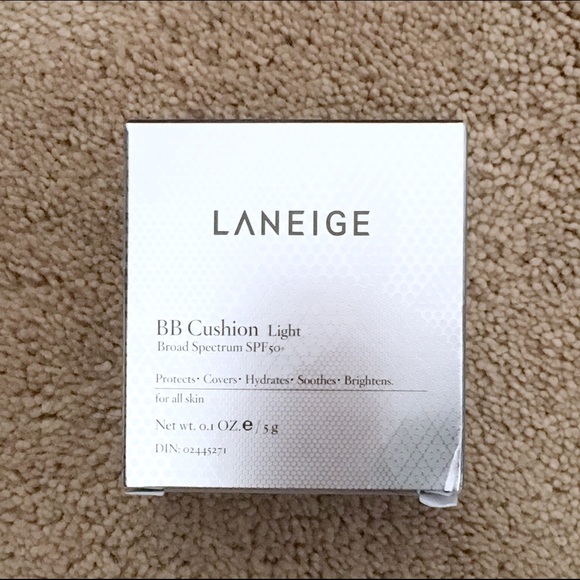 LANEIGE
BB Cushion Light
Broad Spectrum SPF50+
Protects• Covers• Hydrates• Soothes• Brightens.
for all skin
Net wt. 0.1 OZ.e / 5 g
DIN: 02445271